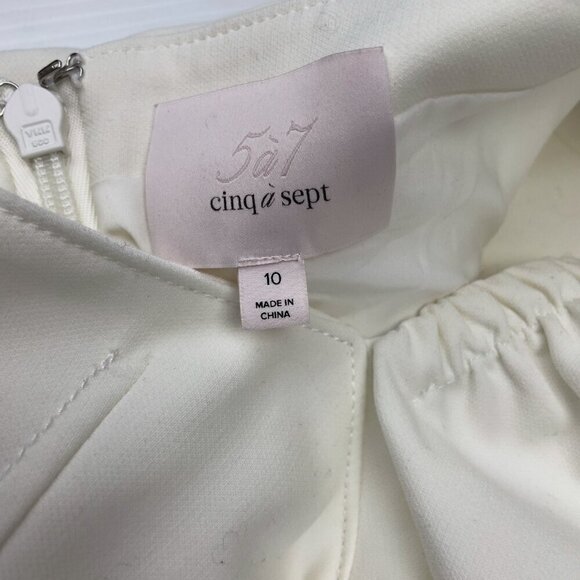 5à7
cinq à sept
10
MADE IN
CHINA